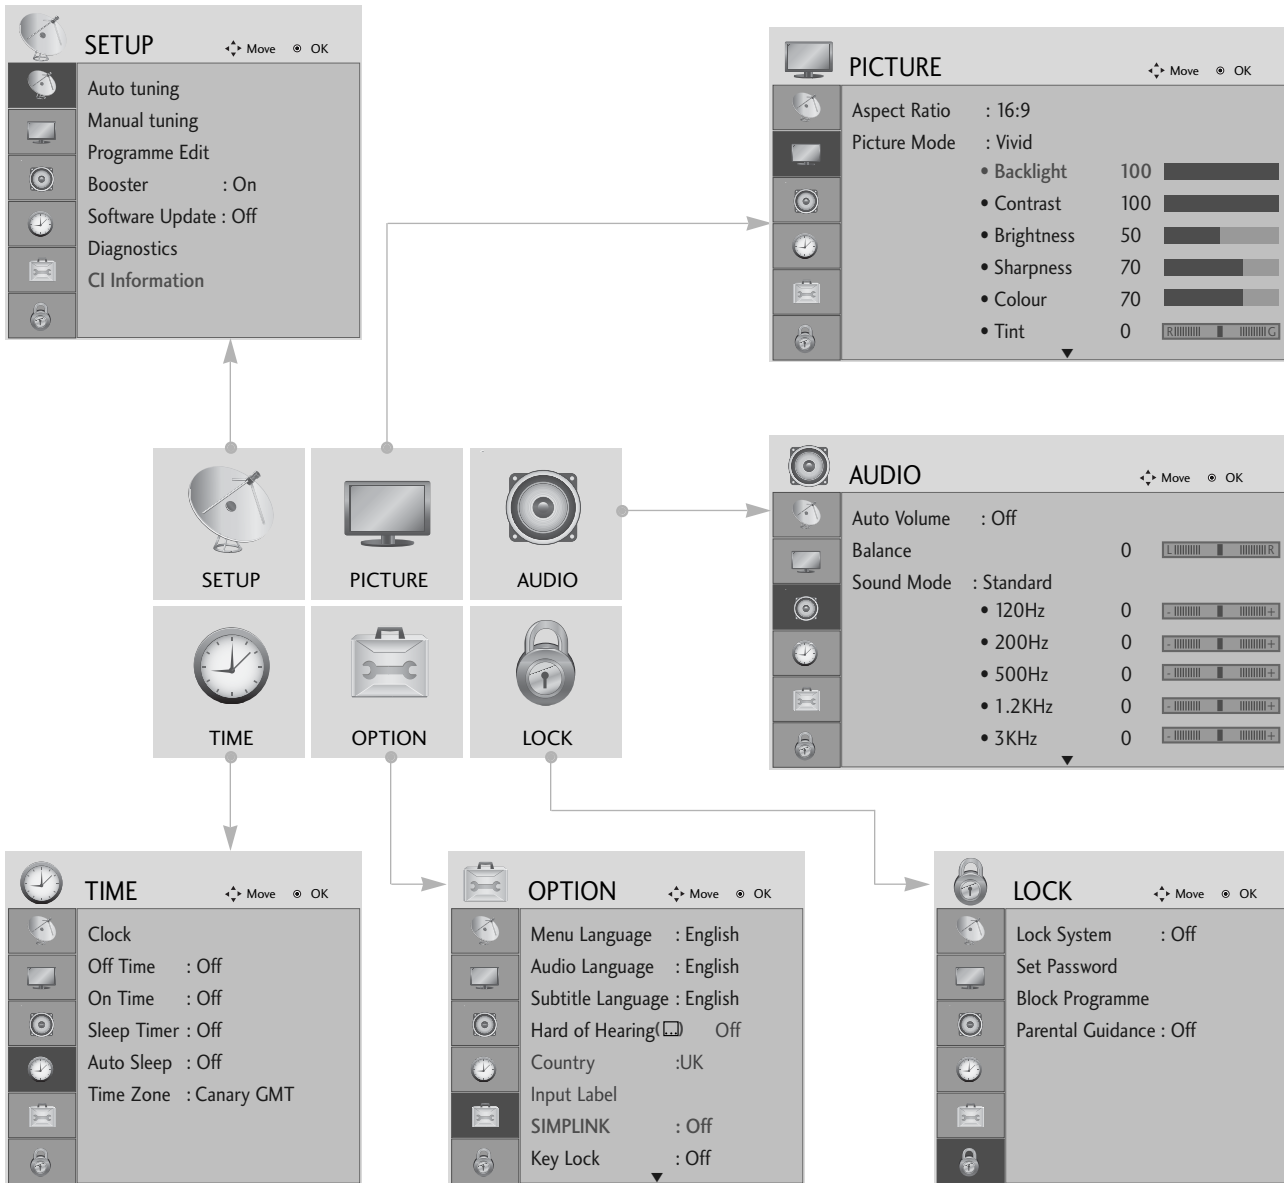 SETUP Move OK
Auto tuning
Manual tuning
Programme Edit
Booster : On
Software Update : Off
Diagnostics
CI Information
PICTURE Move OK
Aspect Ratio : 16:9
Picture Mode : Vivid
• Backlight 100
• Contrast 100
• Brightness 50
• Sharpness 70
• Colour 70
• Tint 0 R G
SETUP PICTURE AUDIO
TIME OPTION LOCK
AUDIO Move OK
Auto Volume : Off
Balance 0 L R
Sound Mode : Standard
• 120Hz 0 - +
• 200Hz 0 - +
• 500Hz 0 - +
• 1.2KHz 0 - +
• 3KHz 0 - +
TIME Move OK
Clock
Off Time : Off
On Time : Off
Sleep Timer : Off
Auto Sleep : Off
Time Zone : Canary GMT
OPTION Move OK
Menu Language : English
Audio Language : English
Subtitle Language : English
Hard of Hearing( ) Off
Country :UK
Input Label
SIMPLINK : Off
Key Lock : Off
LOCK Move OK
Lock System : Off
Set Password
Block Programme
Parental Guidance : Off